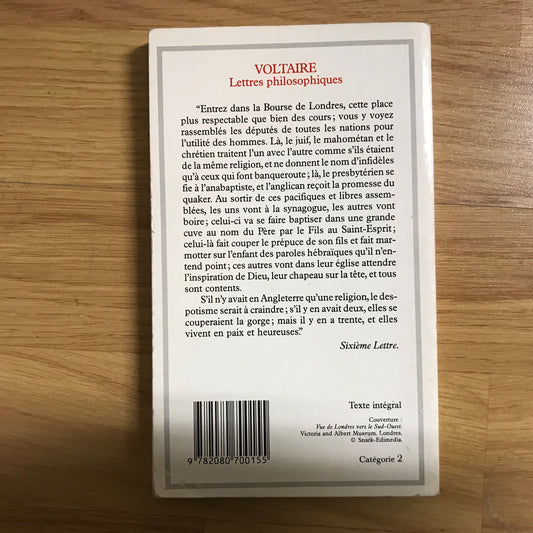 VOLTAIRE
Lettres philosophiques
“Entrez dans la Bourse de Londres, cette place
plus respectable que bien des cours ; vous y voyez
rassemblés les députés de toutes les nations pour
l'utilité des hommes. Là, le juif, le mahométan et le
chrétien traitent l'un avec l'autre comme s'ils étaient
de la même religion, et ne donnent le nom d'infidèles
qu'à ceux qui font banqueroute ; là, le presbytérien se
fie à l'anabaptiste, et l'anglican reçoit la promesse du
quaker. Au sortir de ces pacifiques et libres assem-
blées, les uns vont à la synagogue, les autres vont
boire ; celui-ci va se faire baptiser dans une grande
cuve au nom du Père par le Fils au Saint-Esprit ;
celui-là fait couper le prépuce de son fils et fait mar-
motter sur l'enfant des paroles hébraïques qu'il n'en-
tend point ; ces autres vont dans leur église attendre
l'inspiration de Dieu, leur chapeau sur la tête, et tous
sont contents.
S'il n'y avait en Angleterre qu'une religion, le des-
potisme serait à craindre ; s'il y en avait deux, elles se
couperaient la gorge ; mais il y en a trente, et elles
vivent en paix et heureuses.”
Sixième Lettre.
Texte intégral
Couverture :
Vue de Londres vers le Sud-Ouest.
Victoria and Albert Museum. Londres.
© Snark-Edimedia.
9 782080 700155
Catégorie 2